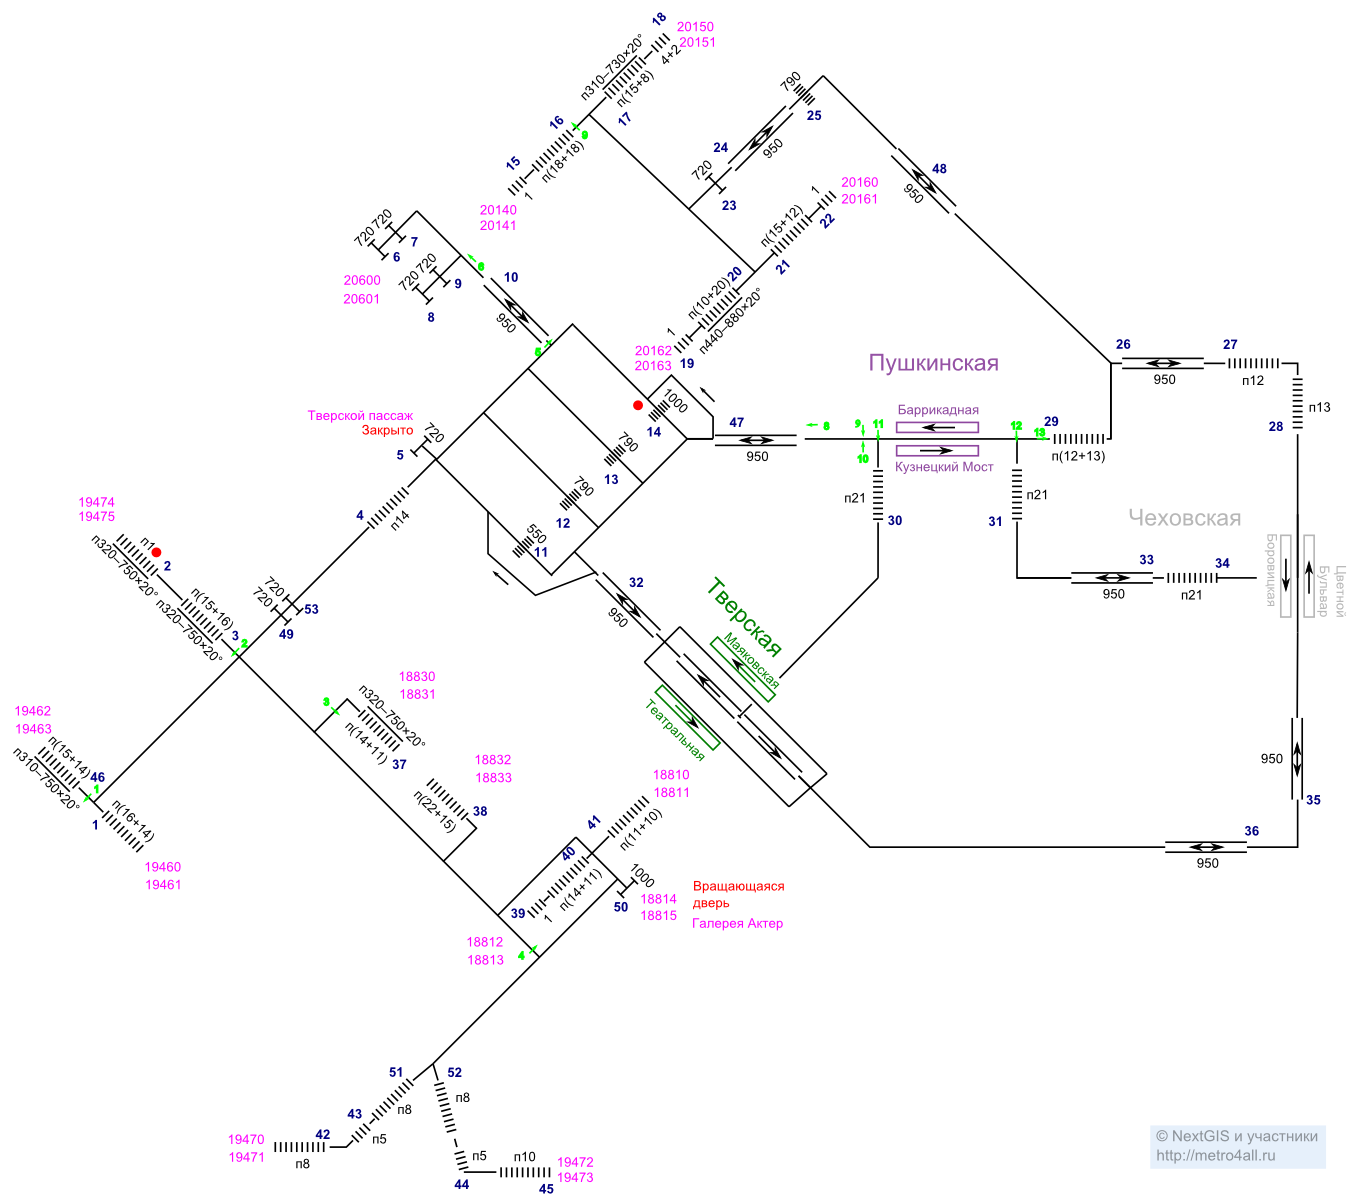 18
20150
20151
п310–730×20°
4+2
п(15+8)
17
16
9
15
п(18+18)
1
20140
20141
790
25
24
950
720
23
48
950
1
20160
20161
п(15+12)
22
21
20
п(10+20)
п440–880×20°
1
19
20162
20163
720
720
7
6
20600
20601
720
720
9
8
6
10
950
5
Тверской пассаж
Закрыто
720
5
1000
14
790
13
790
12
550
11
47
950
Пушкинская
Баррикадная
Кузнецкий Мост
8
9
10
11
12
13
29
п(12+13)
26
950
27
п12
п13
28
п21
30
п21
31
Чеховская
Боровицкая
Цветной
Бульвар
33
950
34
п21
4
п14
19474
19475
п1
2
п320–750×20°
п(15+16)
3
п320–750×20°
720
720
53
49
2
32
950
Тверская
Маяковская
Театральная
18830
18831
3
п320–750×20°
п(14+11)
37
19462
19463
п(15+14)
п310–750×20°
46
1
1
п(16+14)
19460
19461
18832
18833
п(22+15)
38
18810
18811
41
п(11+10)
40
п(14+11)
39
1
1000
50
18814
18815
Вращающаяся
дверь
Галерея Актер
18812
18813
4
950
35
36
950
51
52
п8
п8
43
п5
42
п8
19470
19471
п5
44
п10
45
19472
19473
© NextGIS и участники
http://metro4all.ru